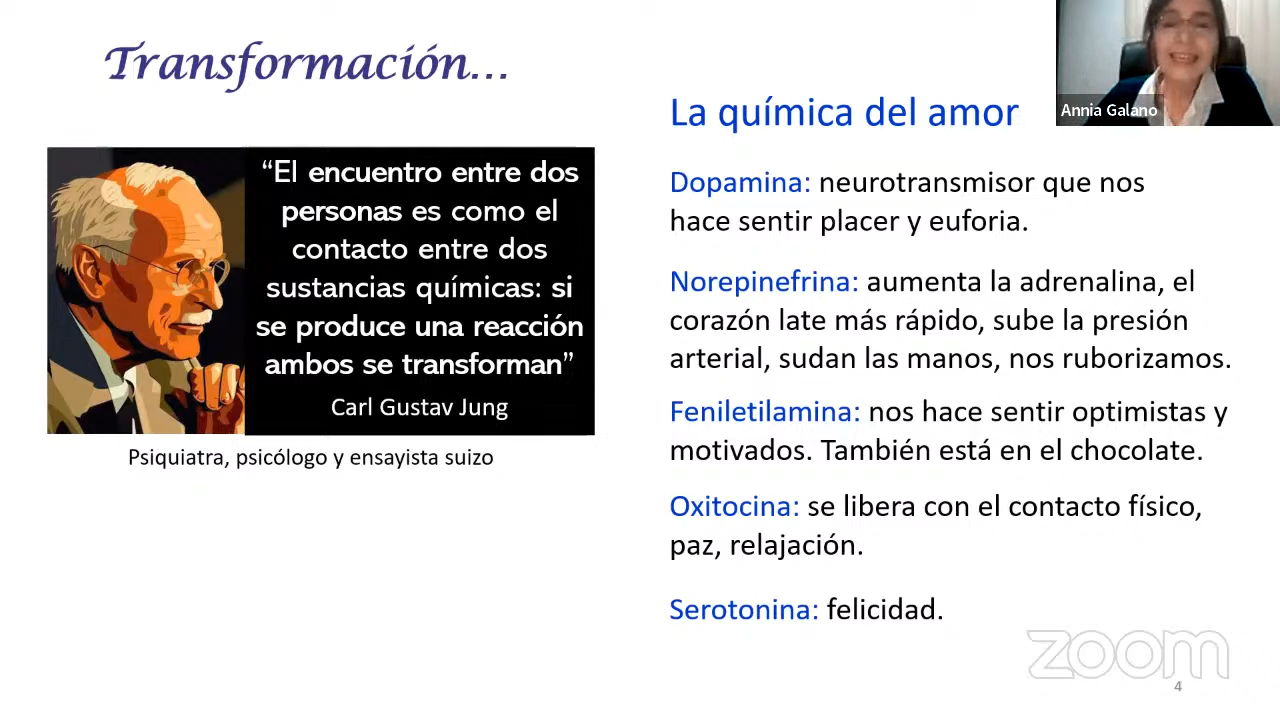 Transformación...
“El encuentro entre dos
personas es como el
contacto entre dos
sustancias químicas: si
se produce una reacción
ambos se transforman”
Carl Gustav Jung
Psiquiatra, psicólogo y ensayista suizo
Annia Galano
La química del amor
Dopamina: neurotransmisor que nos
hace sentir placer y euforia.
Norepinefrina: aumenta la adrenalina, el
corazón late más rápido, sube la presión
arterial, sudan las manos, nos ruborizamos.
Feniletilamina: nos hace sentir optimistas y
motivados. También está en el chocolate.
Oxitocina: se libera con el contacto físico,
paz, relajación.
Serotonina: felicidad.
zoom
4